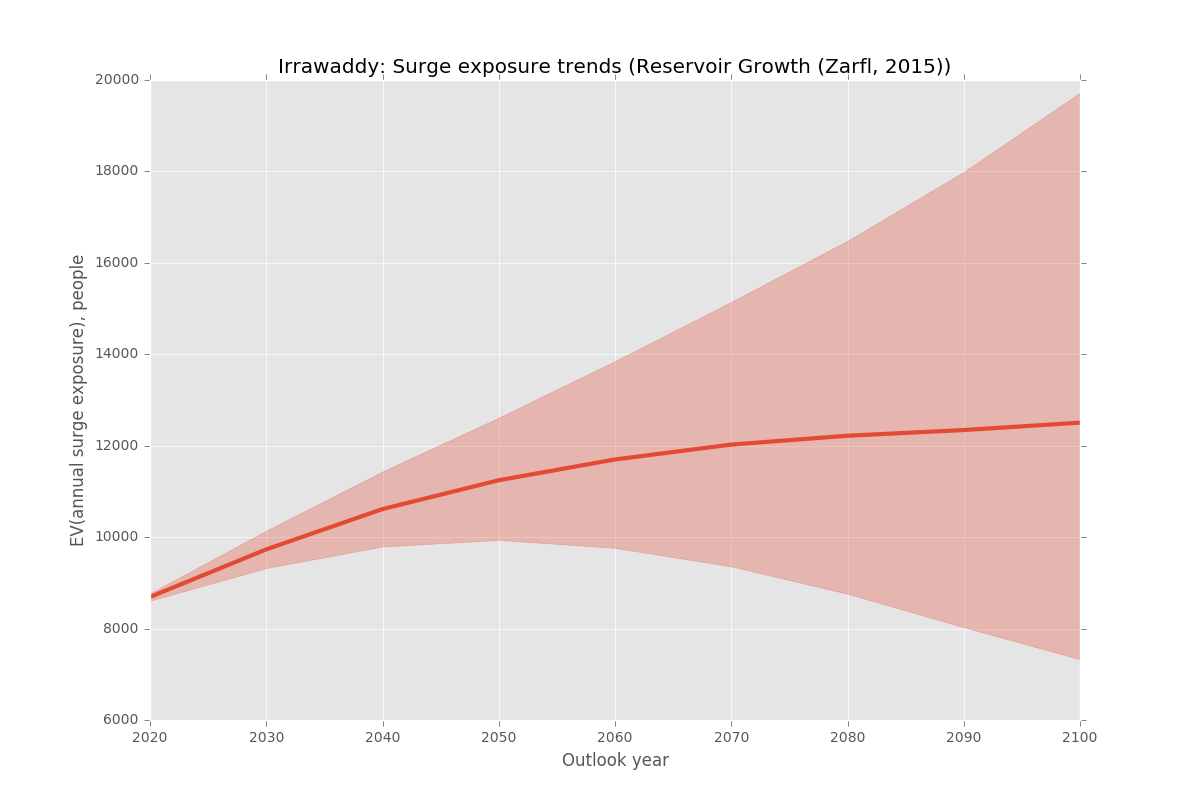 Irrawaddy: Surge exposure trends (Reservoir Growth (Zarfl, 2015))
20000
18000
16000
14000
12000
10000
8000
6000
EV(annual surge exposure), people
2020 2030 2040 2050 2060 2070 2080 2090 2100
Outlook year